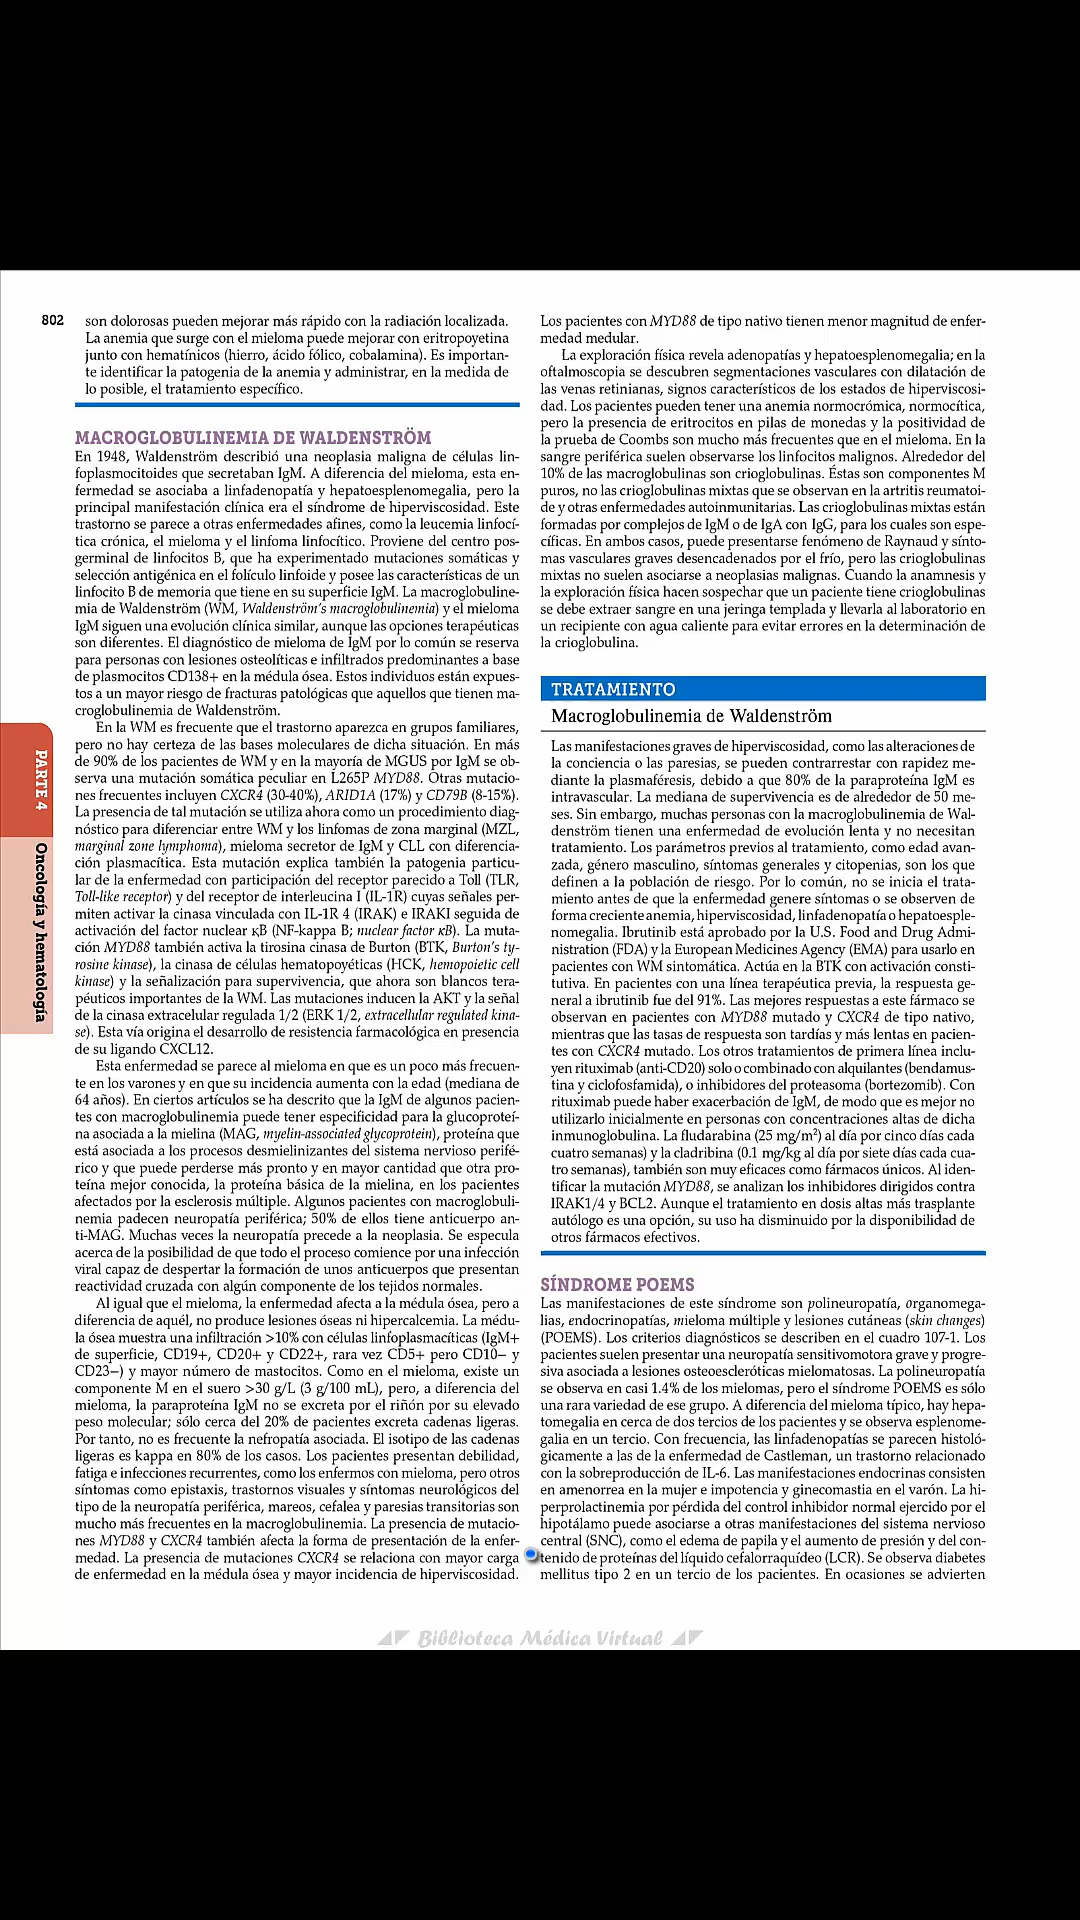 802
son dolorosas pueden mejorar más rápido con la radiación localizada.
La anemia que surge con el mieloma puede mejorar con eritropoyetina
junto con hematínicos (hierro, ácido fólico, cobalamina). Es importan-
te identificar la patogenia de la anemia y administrar, en la medida de
lo posible, el tratamiento específico.
MACROGLOBULINEMIA DE WALDENSTRÖM
En 1948, Waldenström describió una neoplasia maligna de células lin-
foplasmocitoides que secretaban IgM. A diferencia del mieloma, esta en-
fermedad se asociaba a linfadenopatía y hepatoesplenomegalia, pero la
principal manifestación clínica era el síndrome de hiperviscosidad. Este
trastorno se parece a otras enfermedades afines, como la leucemia linfocí-
tica crónica, el mieloma y el linfoma linfocítico. Proviene del centro pos-
germinal de linfocitos B, que ha experimentado mutaciones somáticas y
selección antigénica en el folículo linfoide y posee las características de un
linfocito B de memoria que tiene en su superficie IgM. La macroglobuline-
mia de Waldenström (WM, Waldenström's macroglobulinemia) y el mieloma
IgM siguen una evolución clínica similar, aunque las opciones terapéuticas
son diferentes. El diagnóstico de mieloma de IgM por lo común se reserva
para personas con lesiones osteolíticas e infiltrados predominantes a base
de plasmocitos CD138+ en la médula ósea. Estos individuos están expues-
tos a un mayor riesgo de fracturas patológicas que aquellos que tienen ma-
croglobulinemia de Waldenström.
En la WM es frecuente que el trastorno aparezca en grupos familiares,
pero no hay certeza de las bases moleculares de dicha situación. En más
de 90% de los pacientes de WM y en la mayoría de MGUS por IgM se ob-
serva una mutación somática peculiar en L265P MYD88. Otras mutacio-
nes frecuentes incluyen CXCR4 (30-40%), ARID1A (17%) y CD79B (8-15%).
La presencia de tal mutación se utiliza ahora como un procedimiento diag-
nóstico para diferenciar entre WM y los linfomas de zona marginal (MZL,
marginal zone lymphoma), mieloma secretor de IgM y CLL con diferencia-
ción plasmacítica. Esta mutación explica también la patogenia particu-
lar de la enfermedad con participación del receptor parecido a Toll (TLR,
Toll-like receptor) y del receptor de interleucina I (IL-1R) cuyas señales per-
miten activar la cinasa vinculada con IL-1R 4 (IRAK) e IRAKI seguida de
activación del factor nuclear κB (NF-kappa B; nuclear factor κB). La muta-
ción MYD88 también activa la tirosina cinasa de Burton (BTK, Burton's ty-
rosine kinase), la cinasa de células hematopoyéticas (HCK, hemopoietic cell
kinase) y la señalización para supervivencia, que ahora son blancos tera-
péuticos importantes de la WM. Las mutaciones inducen la AKT y la señal
de la cinasa extracelular regulada 1/2 (ERK 1/2, extracellular regulated kina-
se). Esta vía origina el desarrollo de resistencia farmacológica en presencia
de su ligando CXCL12.
Esta enfermedad se parece al mieloma en que es un poco más frecuen-
te en los varones y en que su incidencia aumenta con la edad (mediana de
64 años). En ciertos artículos se ha descrito que la IgM de algunos pacien-
tes con macroglobulinemia puede tener especificidad para la glucoproteí-
na asociada a la mielina (MAG, myelin-associated glycoprotein), proteína que
está asociada a los procesos desmielinizantes del sistema nervioso perifé-
rico y que puede perderse más pronto y en mayor cantidad que otra pro-
teína mejor conocida, la proteína básica de la mielina, en los pacientes
afectados por la esclerosis múltiple. Algunos pacientes con macroglobuli-
nemia padecen neuropatía periférica; 50% de ellos tiene anticuerpo an-
ti-MAG. Muchas veces la neuropatía precede a la neoplasia. Se especula
acerca de la posibilidad de que todo el proceso comience por una infección
viral capaz de despertar la formación de unos anticuerpos que presentan
reactividad cruzada con algún componente de los tejidos normales.
Al igual que el mieloma, la enfermedad afecta a la médula ósea, pero a
diferencia de aquél, no produce lesiones óseas ni hipercalcemia. La médu-
la ósea muestra una infiltración >10% con células linfoplasmacíticas (IgM+
de superficie, CD19+, CD20+ y CD22+, rara vez CD5+ pero CD10− y
CD23−) y mayor número de mastocitos. Como en el mieloma, existe un
componente M en el suero >30 g/L (3 g/100 mL), pero, a diferencia del
mieloma, la paraproteína IgM no se excreta por el riñón por su elevado
peso molecular; sólo cerca del 20% de pacientes excreta cadenas ligeras.
Por tanto, no es frecuente la nefropatía asociada. El isotipo de las cadenas
ligeras es kappa en 80% de los casos. Los pacientes presentan debilidad,
fatiga e infecciones recurrentes, como los enfermos con mieloma, pero otros
síntomas como epistaxis, trastornos visuales y síntomas neurológicos del
tipo de la neuropatía periférica, mareos, cefalea y paresias transitorias son
mucho más frecuentes en la macroglobulinemia. La presencia de mutacio-
nes MYD88 y CXCR4 también afecta la forma de presentación de la enfer-
medad. La presencia de mutaciones CXCR4 se relaciona con mayor carga
de enfermedad en la médula ósea y mayor incidencia de hiperviscosidad.
Los pacientes con MYD88 de tipo nativo tienen menor magnitud de enfer-
medad medular.
La exploración física revela adenopatías y hepatoesplenomegalia; en la
oftalmoscopia se descubren segmentaciones vasculares con dilatación de
las venas retinianas, signos característicos de los estados de hiperviscosi-
dad. Los pacientes pueden tener una anemia normocrómica, normocítica,
pero la presencia de eritrocitos en pilas de monedas y la positividad de
la prueba de Coombs son mucho más frecuentes que en el mieloma. En la
sangre periférica suelen observarse los linfocitos malignos. Alrededor del
10% de las macroglobulinas son crioglobulinas. Éstas son componentes M
puros, no las crioglobulinas mixtas que se observan en la artritis reumatoi-
de y otras enfermedades autoinmunitarias. Las crioglobulinas mixtas están
formadas por complejos de IgM o de IgA con IgG, para los cuales son espe-
cíficas. En ambos casos, puede presentarse fenómeno de Raynaud y sínto-
mas vasculares graves desencadenados por el frío, pero las crioglobulinas
mixtas no suelen asociarse a neoplasias malignas. Cuando la anamnesis y
la exploración física hacen sospechar que un paciente tiene crioglobulinas
se debe extraer sangre en una jeringa templada y llevarla al laboratorio en
un recipiente con agua caliente para evitar errores en la determinación de
la crioglobulina.
TRATAMIENTO
Macroglobulinemia de Waldenström
Las manifestaciones graves de hiperviscosidad, como las alteraciones de
la conciencia o las paresias, se pueden contrarrestar con rapidez me-
diante la plasmaféresis, debido a que 80% de la paraproteína IgM es
intravascular. La mediana de supervivencia es de alrededor de 50 me-
ses. Sin embargo, muchas personas con la macroglobulinemia de Wal-
denström tienen una enfermedad de evolución lenta y no necesitan
tratamiento. Los parámetros previos al tratamiento, como edad avan-
zada, género masculino, síntomas generales y citopenias, son los que
definen a la población de riesgo. Por lo común, no se inicia el trata-
miento antes de que la enfermedad genere síntomas o se observen de
forma creciente anemia, hiperviscosidad, linfadenopatía o hepatoesple-
nomegalia. Ibrutinib está aprobado por la U.S. Food and Drug Admi-
nistration (FDA) y la European Medicines Agency (EMA) para usarlo en
pacientes con WM sintomática. Actúa en la BTK con activación consti-
tutiva. En pacientes con una línea terapéutica previa, la respuesta ge-
neral a ibrutinib fue del 91%. Las mejores respuestas a este fármaco se
observan en pacientes con MYD88 mutado y CXCR4 de tipo nativo,
mientras que las tasas de respuesta son tardías y más lentas en pacien-
tes con CXCR4 mutado. Los otros tratamientos de primera línea inclu-
yen rituximab (anti-CD20) solo o combinado con alquilantes (bendamus-
tina y ciclofosfamida), o inhibidores del proteasoma (bortezomib). Con
rituximab puede haber exacerbación de IgM, de modo que es mejor no
utilizarlo inicialmente en personas con concentraciones altas de dicha
inmunoglobulina. La fludarabina (25 mg/m²) al día por cinco días cada
cuatro semanas) y la cladribina (0.1 mg/kg al día por siete días cada cua-
tro semanas), también son muy eficaces como fármacos únicos. Al iden-
tificar la mutación MYD88, se analizan los inhibidores dirigidos contra
IRAK1/4 y BCL2. Aunque el tratamiento en dosis altas más trasplante
autólogo es una opción, su uso ha disminuido por la disponibilidad de
otros fármacos efectivos.
SÍNDROME POEMS
Las manifestaciones de este síndrome son polineuropatía, organomega-
lias, endocrinopatías, mieloma múltiple y lesiones cutáneas (skin changes)
(POEMS). Los criterios diagnósticos se describen en el cuadro 107-1. Los
pacientes suelen presentar una neuropatía sensitivomotora grave y progre-
siva asociada a lesiones osteoescleróticas mielomatosas. La polineuropatía
se observa en casi 1.4% de los mielomas, pero el síndrome POEMS es sólo
una rara variedad de ese grupo. A diferencia del mieloma típico, hay hepa-
tomegalia en cerca de dos tercios de los pacientes y se observa esplenome-
galia en un tercio. Con frecuencia, las linfadenopatías se parecen histoló-
gicamente a las de la enfermedad de Castleman, un trastorno relacionado
con la sobreproducción de IL-6. Las manifestaciones endocrinas consisten
en amenorrea en la mujer e impotencia y ginecomastia en el varón. La hi-
perprolactinemia por pérdida del control inhibidor normal ejercido por el
hipotálamo puede asociarse a otras manifestaciones del sistema nervioso
central (SNC), como el edema de papila y el aumento de presión y del con-
tenido de proteínas del líquido cefalorraquídeo (LCR). Se observa diabetes
mellitus tipo 2 en un tercio de los pacientes. En ocasiones se advierten
PARTE 4
Oncología y hematología
Biblioteca Médica Virtual